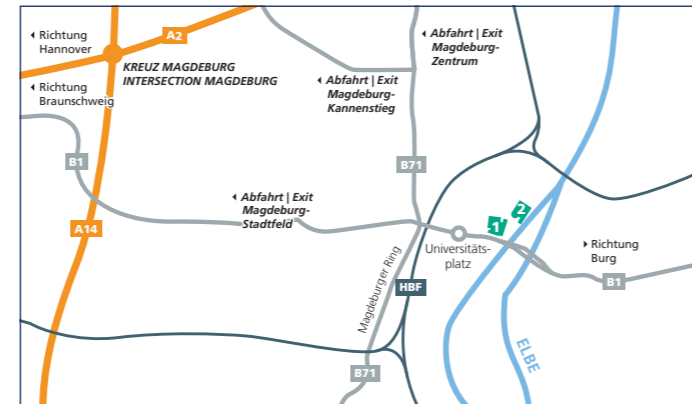 Richtung
Hannover
A2
KREUZ MAGDEBURG
INTERSECTION MAGDEBURG
Richtung
Braunschweig
Abfahrt | Exit
Magdeburg-
Zentrum
Abfahrt | Exit
Magdeburg-
Kannenstieg
B1
B71
Abfahrt | Exit
Magdeburg-
Stadtfeld
A14
1
2
Universitäts-
platz
Richtung
Burg
B1
Magdeburger Ring
HBF
ELBE
B71